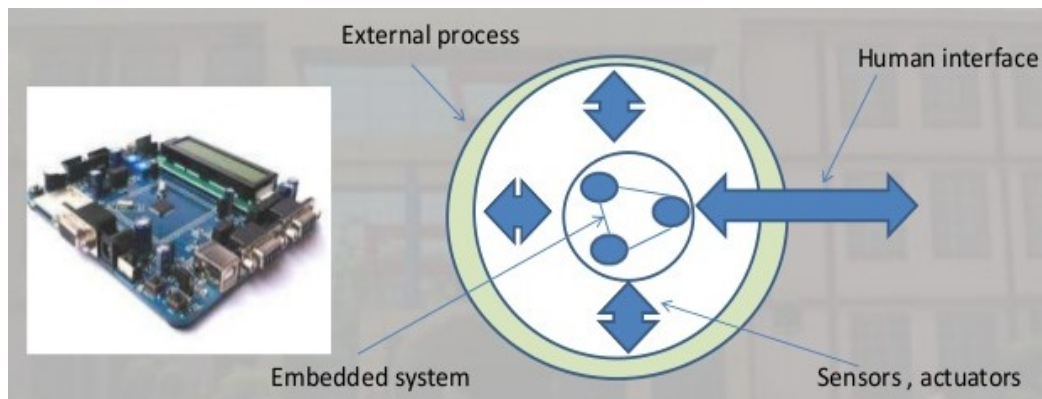 External process
Human interface
Embedded system
Sensors , actuators